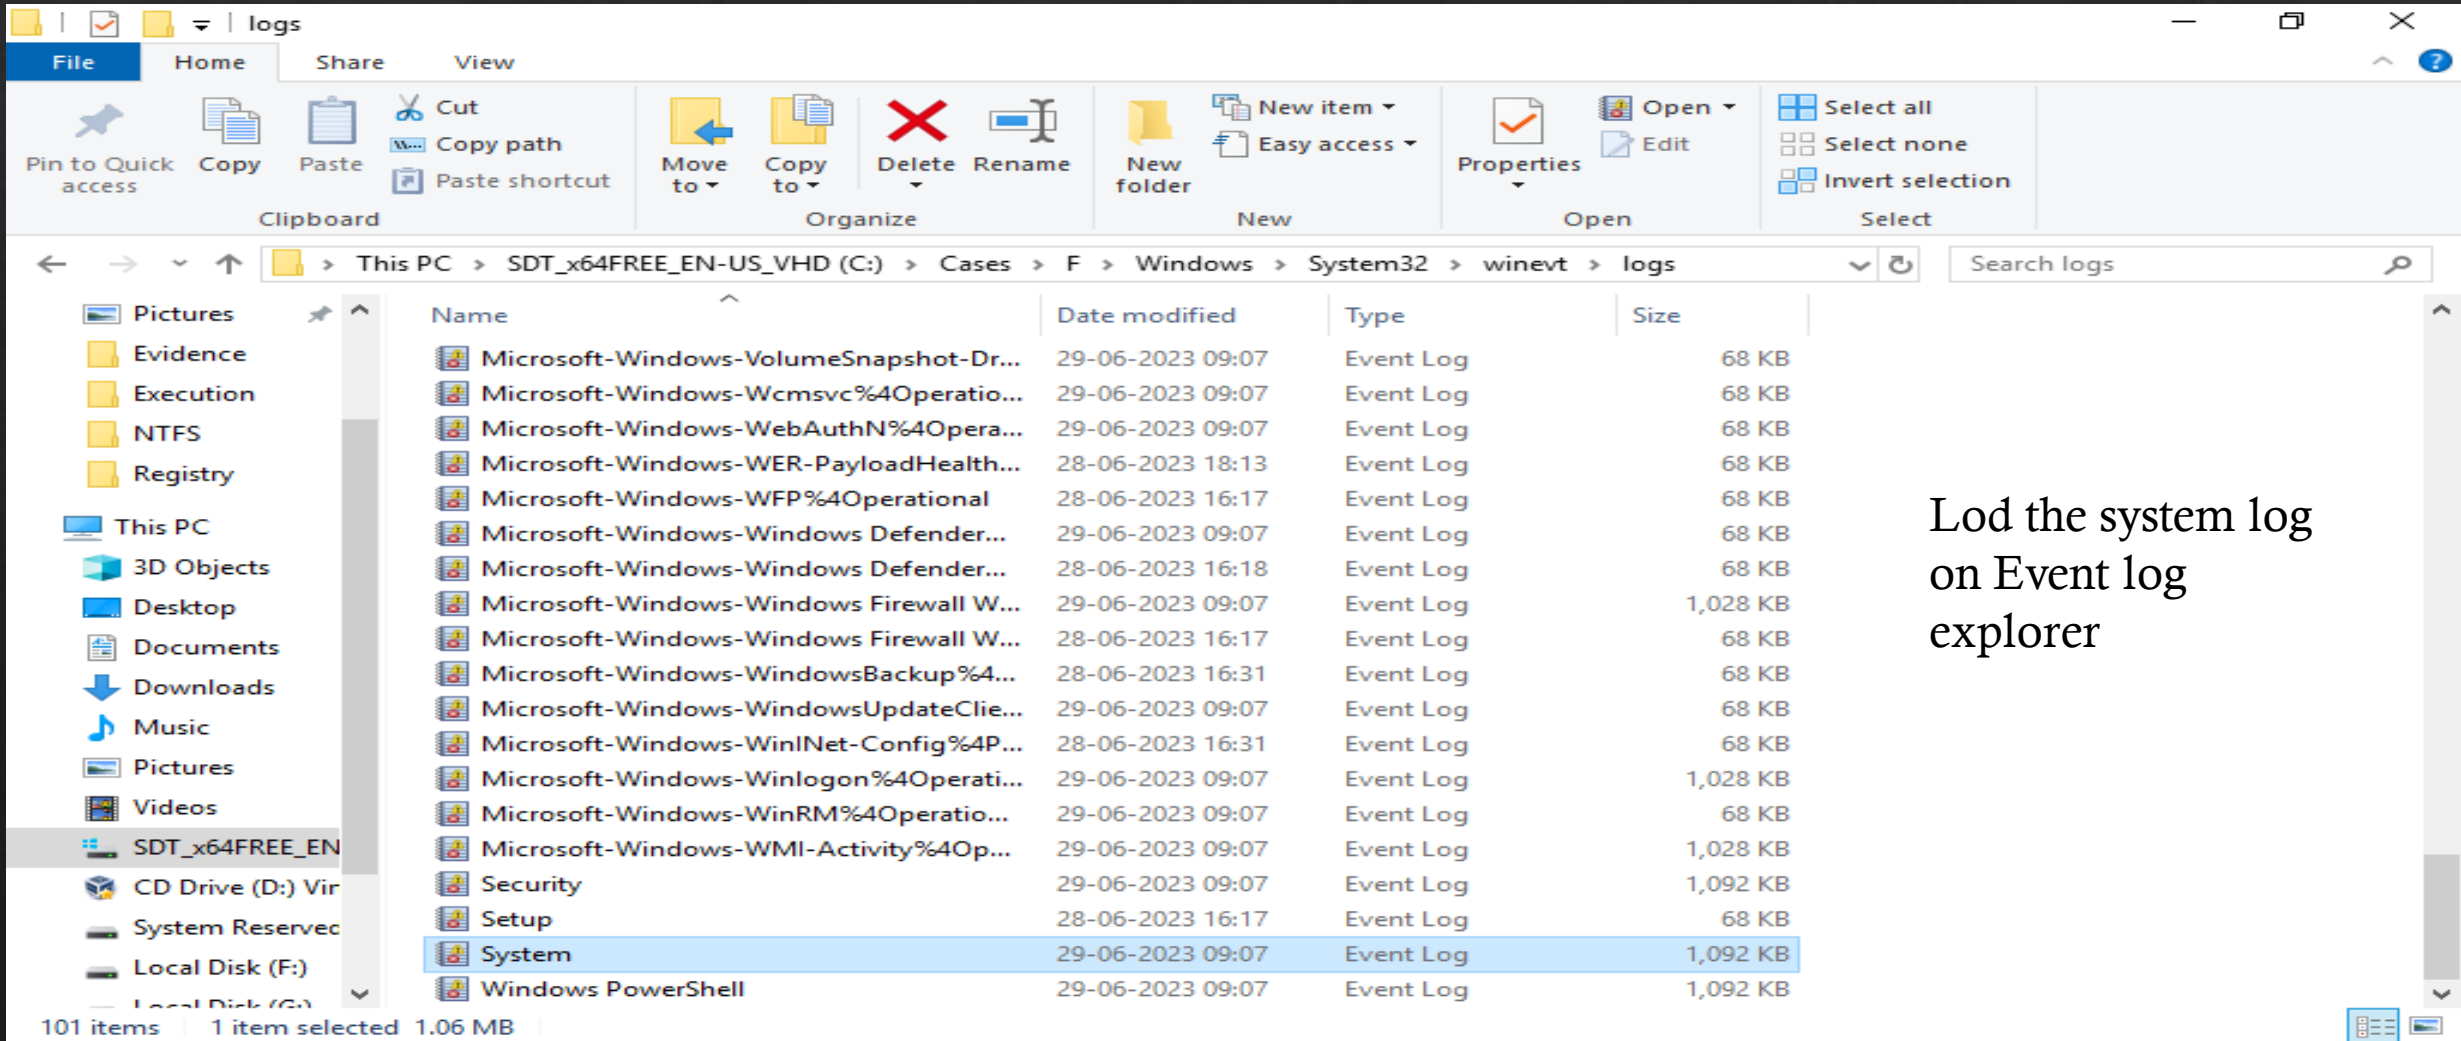 logs
File Home Share View
Pin to Quick access
Copy
Paste
Cut
Copy path
Paste shortcut
Clipboard
Move to
Copy to
Delete
Rename
Organize
New folder
New item
Easy access
New
Properties
Open
Edit
Open
Select all
Select none
Invert selection
Select
This PC > SDT_x64FREE_EN-US_VHD (C:) > Cases > F > Windows > System32 > winevt > logs
Search logs
Pictures
Evidence
Execution
NTFS
Registry
This PC
3D Objects
Desktop
Documents
Downloads
Music
Pictures
Videos
SDT_x64FREE_EN
CD Drive (D:) Vir
System Reserved
Local Disk (F:)
Local Disk (G:)
Name Date modified Type Size
Microsoft-Windows-VolumeSnapshot-Dr... 29-06-2023 09:07 Event Log 68 KB
Microsoft-Windows-Wcmsvc%4Operatio... 29-06-2023 09:07 Event Log 68 KB
Microsoft-Windows-WebAuthN%4Opera... 29-06-2023 09:07 Event Log 68 KB
Microsoft-Windows-WER-PayloadHealth... 28-06-2023 18:13 Event Log 68 KB
Microsoft-Windows-WFP%4Operational 28-06-2023 16:17 Event Log 68 KB
Microsoft-Windows-Windows Defender... 29-06-2023 09:07 Event Log 68 KB
Microsoft-Windows-Windows Defender... 28-06-2023 16:18 Event Log 68 KB
Microsoft-Windows-Windows Firewall W... 29-06-2023 09:07 Event Log 1,028 KB
Microsoft-Windows-Windows Firewall W... 28-06-2023 16:17 Event Log 68 KB
Microsoft-Windows-WindowsBackup%4... 28-06-2023 16:31 Event Log 68 KB
Microsoft-Windows-WindowsUpdateClie... 29-06-2023 09:07 Event Log 68 KB
Microsoft-Windows-WinINet-Config%4P... 28-06-2023 16:31 Event Log 68 KB
Microsoft-Windows-Winlogon%4Operati... 29-06-2023 09:07 Event Log 1,028 KB
Microsoft-Windows-WinRM%4Operatio... 29-06-2023 09:07 Event Log 68 KB
Microsoft-Windows-WMI-Activity%4Op... 29-06-2023 09:07 Event Log 1,028 KB
Security 29-06-2023 09:07 Event Log 1,092 KB
Setup 28-06-2023 16:17 Event Log 68 KB
System 29-06-2023 09:07 Event Log 1,092 KB
Windows PowerShell 29-06-2023 09:07 Event Log 1,092 KB
Lod the system log
on Event log
explorer
101 items 1 item selected 1.06 MB